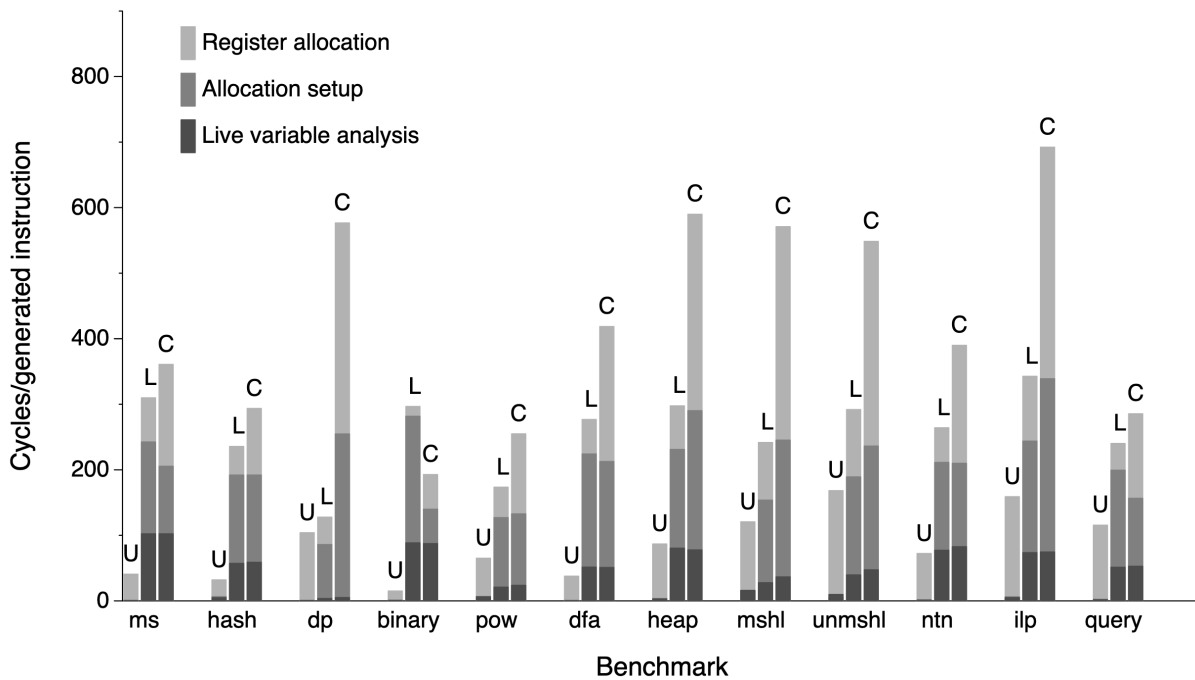 Register allocation
Allocation setup
Live variable analysis
Cycles/generated instruction
800
600
400
200
0
U L C
U L C
U L C
U L C
U L C
U L C
U L C
U L C
U L C
U L C
U L C
U L C
ms hash dp binary pow dfa heap mshl unmshl ntn ilp query
Benchmark